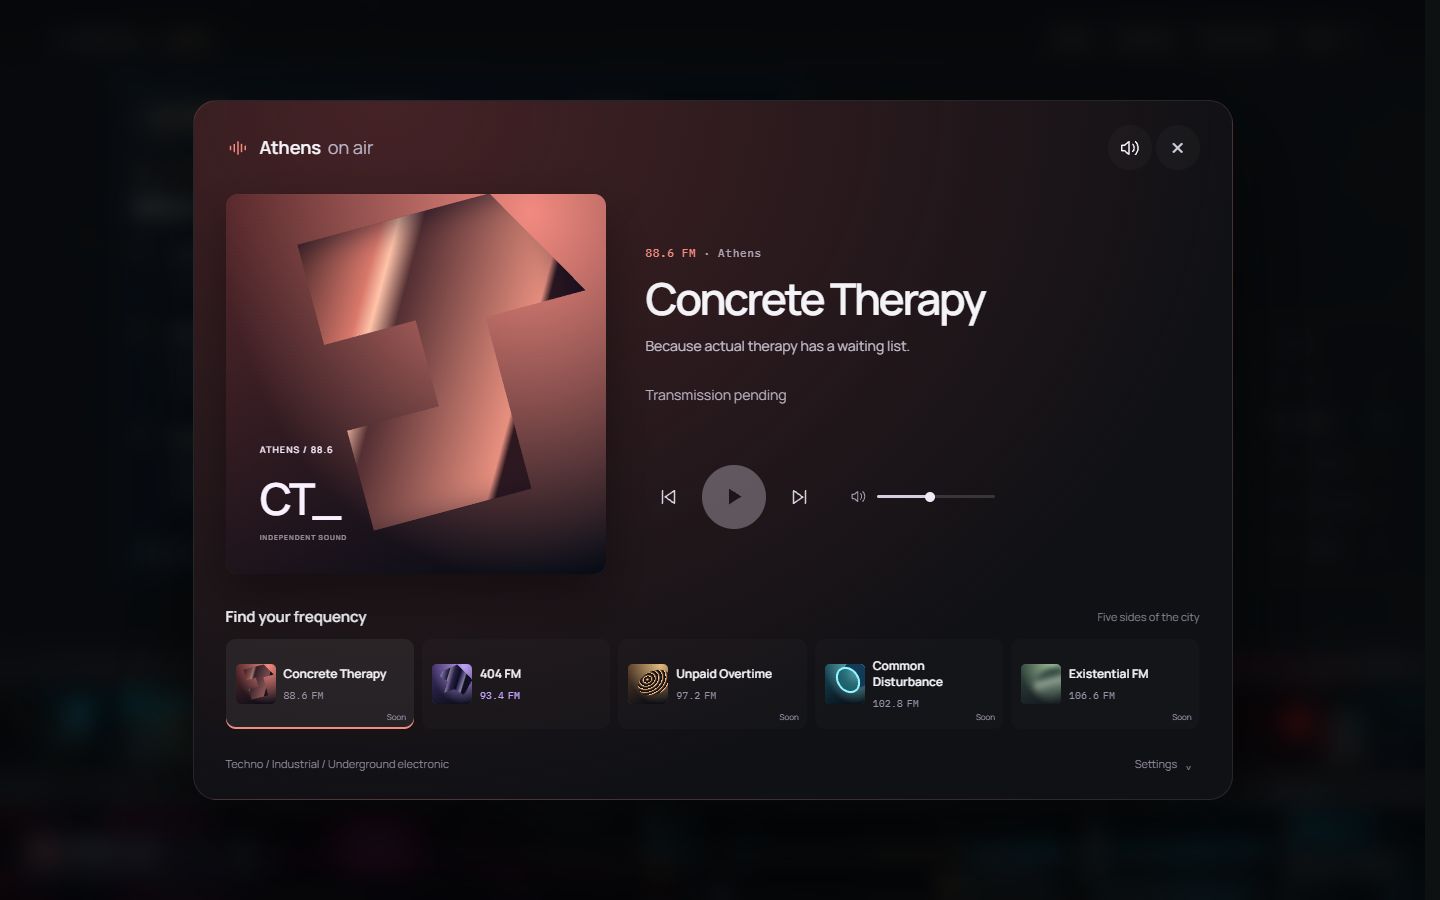 Athens on air
88.6 FM · Athens
Concrete Therapy
Because actual therapy has a waiting list.
Transmission pending
ATHENS / 88.6
CT_
INDEPENDENT SOUND
Find your frequency
Five sides of the city
Concrete Therapy
88.6 FM
Soon
404 FM
93.4 FM
Unpaid Overtime
97.2 FM
Soon
Common
Disturbance
102.8 FM
Soon
Existential FM
106.6 FM
Soon
Techno / Industrial / Underground electronic
Settings